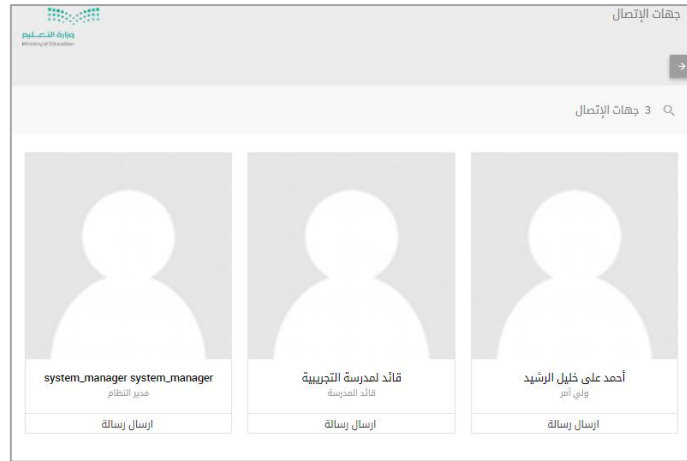 جهات الإتصال
وزارة التعليم
Ministry of Education
3 جهات الإتصال
أحمد على خليل الرشيد
ولي أمر
ارسال رسالة
قائد لمدرسة التجريبية
قائد المدرسة
ارسال رسالة
system_manager system_manager
مدير النظام
ارسال رسالة